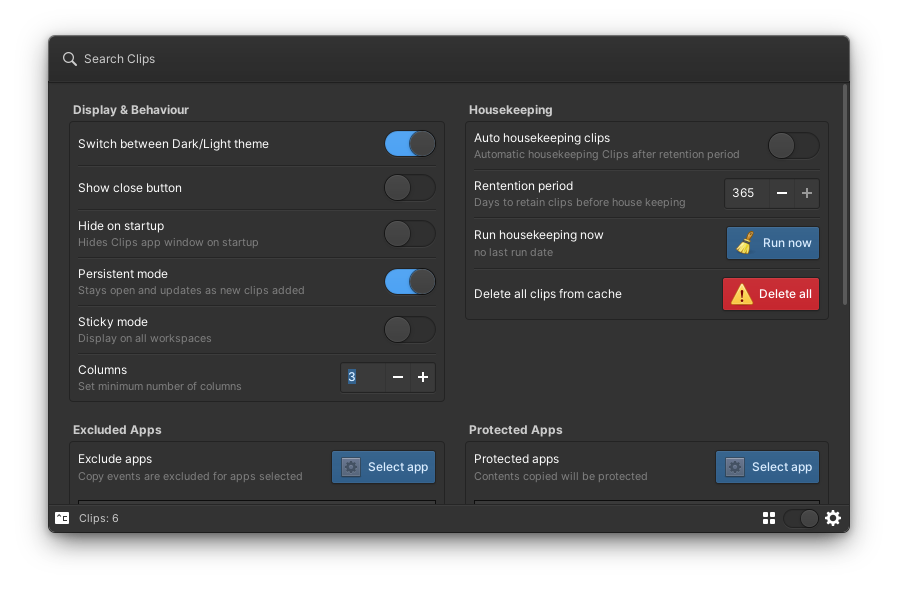 Search Clips
Display & Behaviour
Switch between Dark/Light theme
Show close button
Hide on startup
Hides Clips app window on startup
Persistent mode
Stays open and updates as new clips added
Sticky mode
Display on all workspaces
Columns
Set minimum number of columns
3
Housekeeping
Auto housekeeping clips
Automatic housekeeping Clips after retention period
Rentention period
Days to retain clips before house keeping
365
Run housekeeping now
no last run date
Run now
Delete all clips from cache
Delete all
Excluded Apps
Exclude apps
Copy events are excluded for apps selected
Select app
Protected Apps
Protected apps
Contents copied will be protected
Select app
^C
Clips: 6